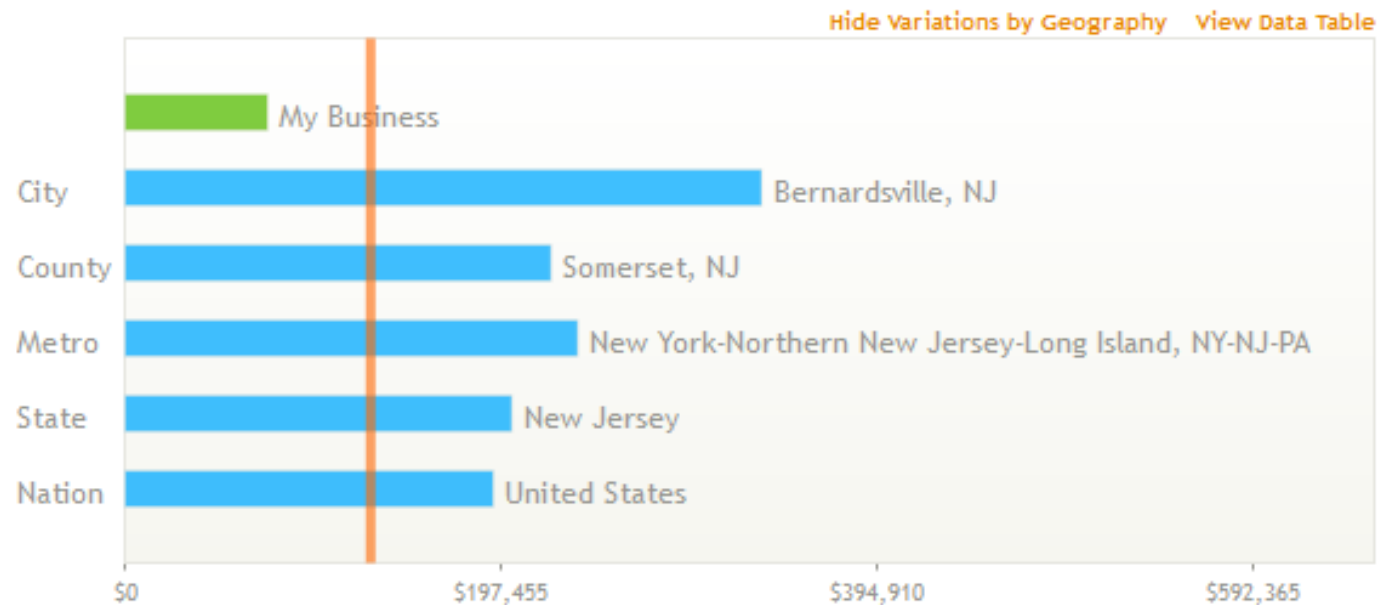 Hide Variations by Geography View Data Table
My Business
City Bernardsville, NJ
County Somerset, NJ
Metro New York-Northern New Jersey-Long Island, NY-NJ-PA
State New Jersey
Nation United States
$0 $197,455 $394,910 $592,365